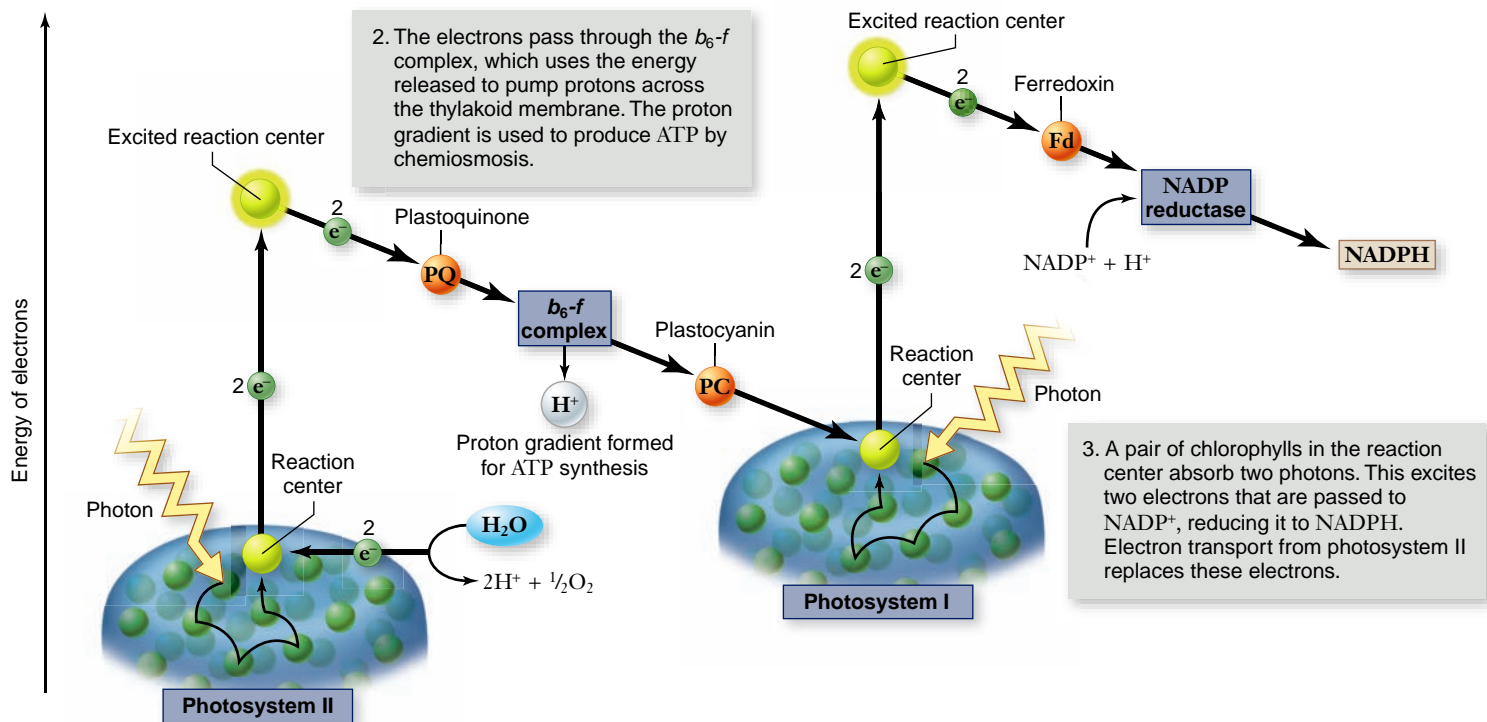 Energy of electrons
2. The electrons pass through the b₆-f
complex, which uses the energy
released to pump protons across
the thylakoid membrane. The proton
gradient is used to produce ATP by
chemiosmosis.
Excited reaction center
2
e⁻
Plastoquinone
PQ
b₆-f
complex
H⁺
Proton gradient formed
for ATP synthesis
Plastocyanin
PC
2 e⁻
Photon
Reaction
center
2
e⁻
H₂O
2H⁺ + ½O₂
Photosystem II
Excited reaction center
2
e⁻
Ferredoxin
Fd
NADP
reductase
NADP⁺ + H⁺
NADPH
2 e⁻
Reaction
center
Photon
Photosystem I
3. A pair of chlorophylls in the reaction
center absorb two photons. This excites
two electrons that are passed to
NADP⁺, reducing it to NADPH.
Electron transport from photosystem II
replaces these electrons.